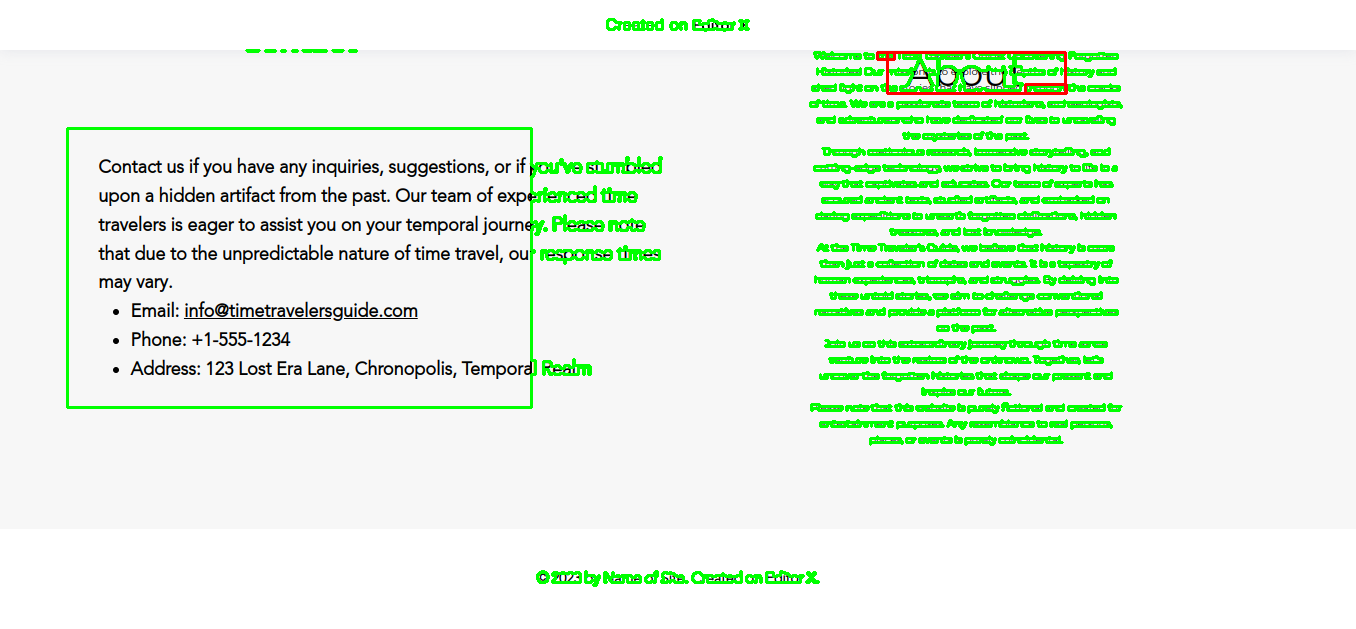 Created on Editor X
About
Welcome to the Time Traveler's Guide: Uncovering Forgotten
Histories! Our mission is to explore the depths of history and
shed light on the stories that have slipped through the cracks
of time. We are a passionate team of historians, archaeologists,
and adventurers who have dedicated our lives to unraveling
the mysteries of the past.
Through meticulous research, immersive storytelling, and
cutting-edge technology, we strive to bring history to life in a
way that captivates and educates. Our team of experts has
scoured ancient texts, studied artifacts, and embarked on
daring expeditions to unearth forgotten civilizations, hidden
treasures, and lost knowledge.
At the Time Traveler's Guide, we believe that history is more
than just a collection of dates and events. It is a tapestry of
human experiences, triumphs, and struggles. By delving into
these untold stories, we aim to challenge conventional
narratives and provide a platform for alternative perspectives
on the past.
Join us on this extraordinary journey through time as we
venture into the realms of the unknown. Together, let's
uncover the forgotten histories that shape our present and
inspire our future.
Please note that this website is purely fictional and created for
entertainment purposes. Any resemblance to real persons,
places, or events is purely coincidental.
Contact us if you have any inquiries, suggestions, or if you've stumbled
upon a hidden artifact from the past. Our team of experienced time
travelers is eager to assist you on your temporal journey. Please note
that due to the unpredictable nature of time travel, our response times
may vary.
Email: info@timetravelersguide.com
Phone: +1-555-1234
Address: 123 Lost Era Lane, Chronopolis, Temporal Realm
© 2023 by Name of Site. Created on Editor X.